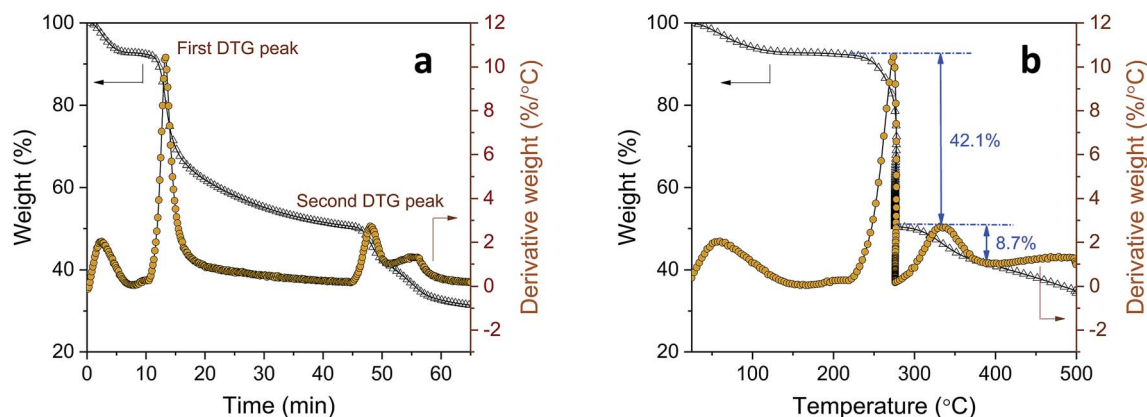 100
80
60
40
20
0 10 20 30 40 50 60
12
10
8
6
4
2
0
-2
Weight (%)
Time (min)
Derivative weight (%/°C)
First DTG peak
Second DTG peak
a
100
80
60
40
20
100 200 300 400 500
12
10
8
6
4
2
0
-2
Weight (%)
Temperature (°C)
Derivative weight (%/°C)
42.1%
8.7%
b